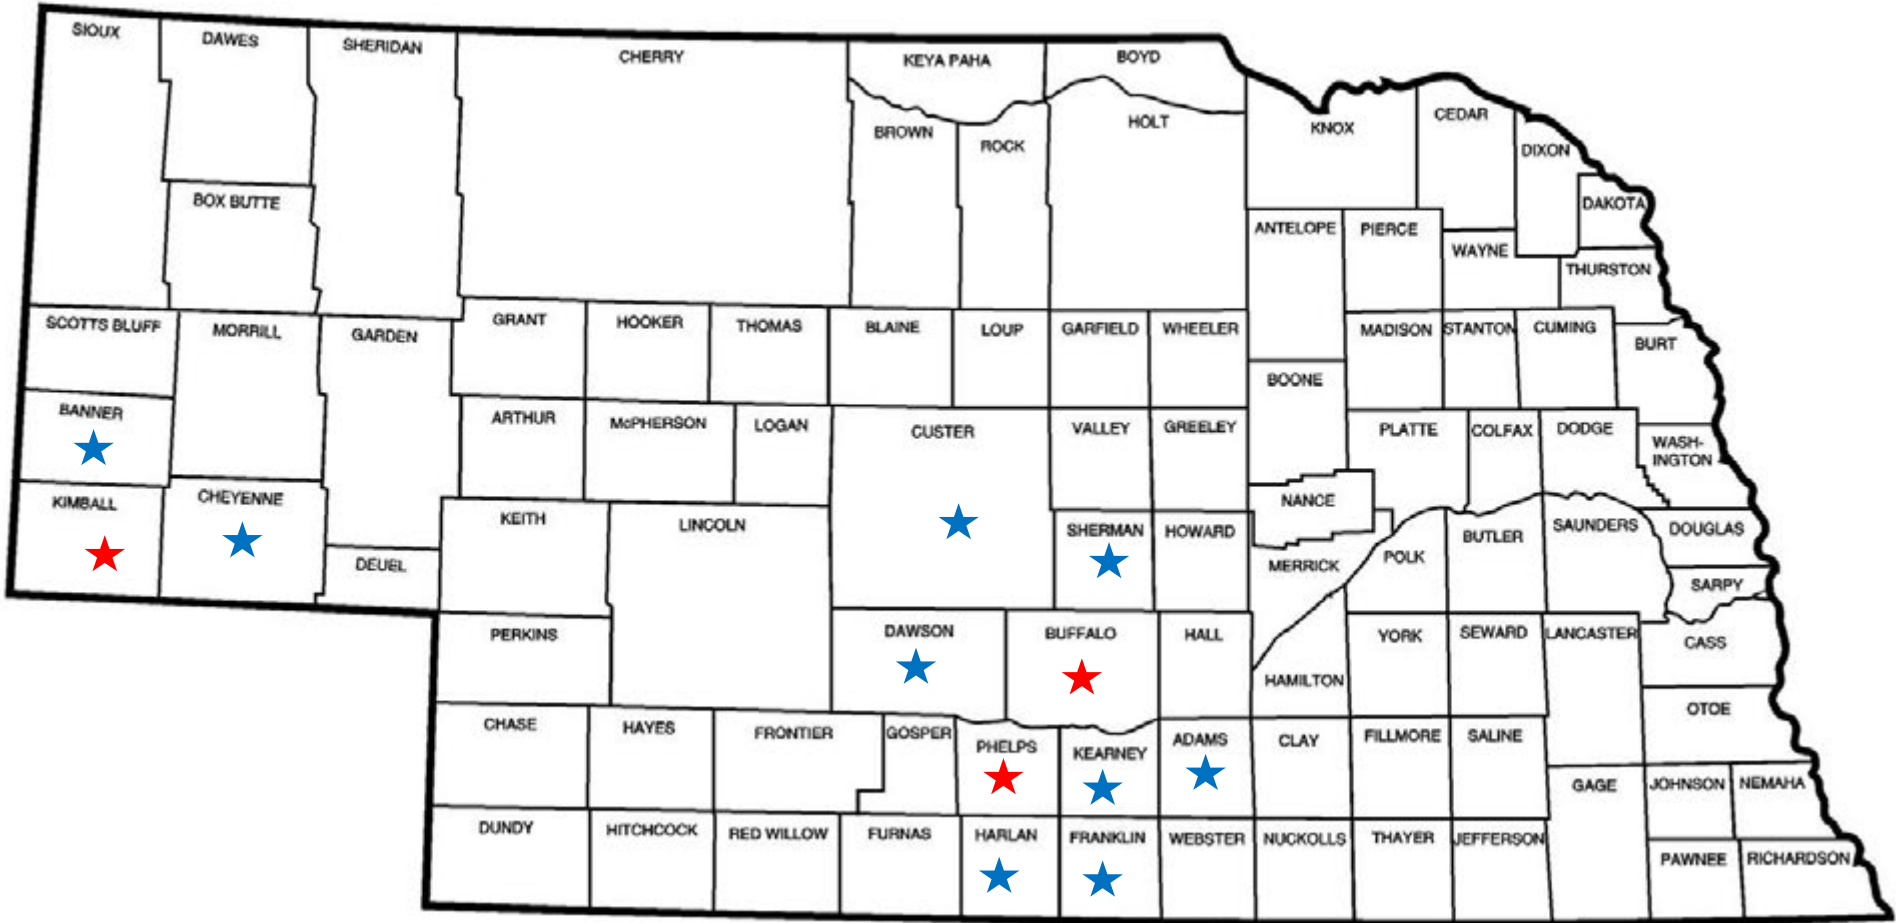 SIOUX
DAWES
SHERIDAN
CHERRY
KEYA PAHA
BOYD
BROWN
ROCK
HOLT
KNOX
CEDAR
DIXON
DAKOTA
BOX BUTTE
ANTELOPE
PIERCE
WAYNE
THURSTON
SCOTTS BLUFF
MORRILL
GARDEN
GRANT
HOOKER
THOMAS
BLAINE
LOUP
GARFIELD
WHEELER
MADISON
STANTON
CUMING
BURT
BOONE
BANNER
ARTHUR
McPHERSON
LOGAN
CUSTER
VALLEY
GREELEY
PLATTE
COLFAX
DODGE
WASH-
INGTON
KIMBALL
CHEYENNE
KEITH
LINCOLN
SHERMAN
HOWARD
NANCE
MERRICK
POLK
BUTLER
SAUNDERS
DOUGLAS
DEUEL
SARPY
PERKINS
DAWSON
BUFFALO
HALL
HAMILTON
YORK
SEWARD
LANCASTER
CASS
CHASE
HAYES
FRONTIER
GOSPER
PHELPS
KEARNEY
ADAMS
CLAY
FILLMORE
SALINE
OTOE
GAGE
JOHNSON
NEMAHA
DUNDY
HITCHCOCK
RED WILLOW
FURNAS
HARLAN
FRANKLIN
WEBSTER
NUCKOLLS
THAYER
JEFFERSON
PAWNEE
RICHARDSON